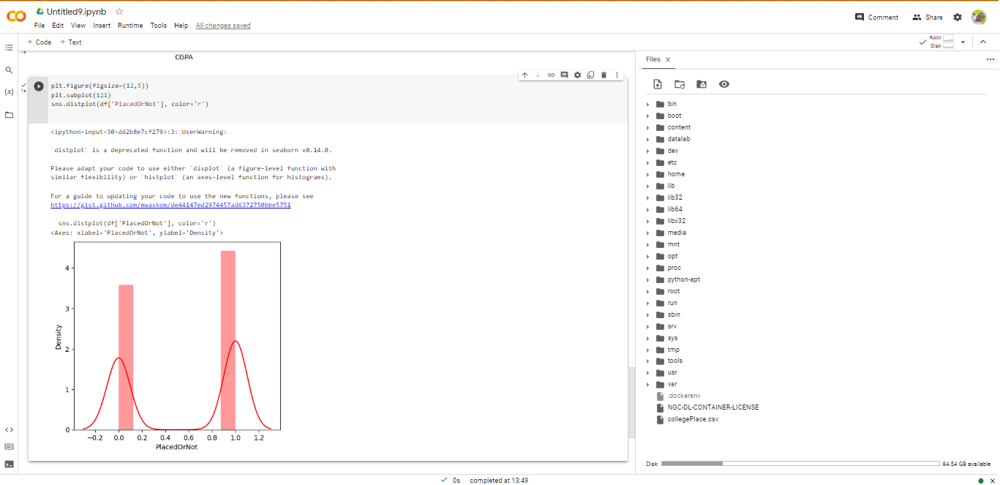 Untitled9.ipynb
Comment
Share
File Edit View Insert Runtime Tools Help All changes saved
+ Code + Text
RAM
Disk
CGPA
Files
1s
plt.figure(figsize=(12,5))
plt.subplot(121)
sns.distplot(df['PlacedOrNot'], color='r')
<ipython-input-30-dd2b8e7cf279>:3: UserWarning:
`distplot` is a deprecated function and will be removed in seaborn v0.14.0.
Please adapt your code to use either `displot` (a figure-level function with
similar flexibility) or `histplot` (an axes-level function for histograms).
For a guide to updating your code to use the new functions, please see
https://gist.github.com/mwaskom/de44147ed2974457ad6372750bbe5751
sns.distplot(df['PlacedOrNot'], color='r')
<Axes: xlabel='PlacedOrNot', ylabel='Density'>
4
3
2
1
0
Density
−0.2 0.0 0.2 0.4 0.6 0.8 1.0 1.2
PlacedOrNot
bin
boot
content
datalab
dev
etc
home
lib
lib32
lib64
libx32
media
mnt
opt
proc
python-apt
root
run
sbin
srv
sys
tmp
tools
usr
var
.dockerenv
NGC-DL-CONTAINER-LICENSE
collegePlace.csv
Disk
84.54 GB available
0s completed at 13:49